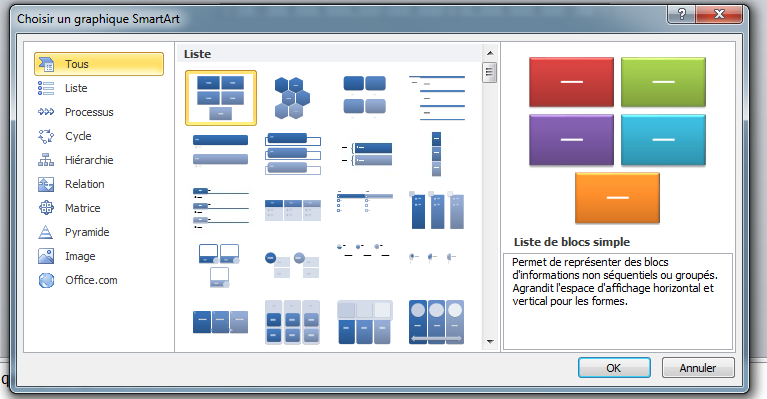 Choisir un graphique SmartArt
Tous
Liste
Processus
Cycle
Hiérarchie
Relation
Matrice
Pyramide
Image
Office.com
Liste
Liste de blocs simple
Permet de représenter des blocs
d'informations non séquentiels ou groupés.
Agrandit l'espace d'affichage horizontal et
vertical pour les formes.
OK
Annuler
q